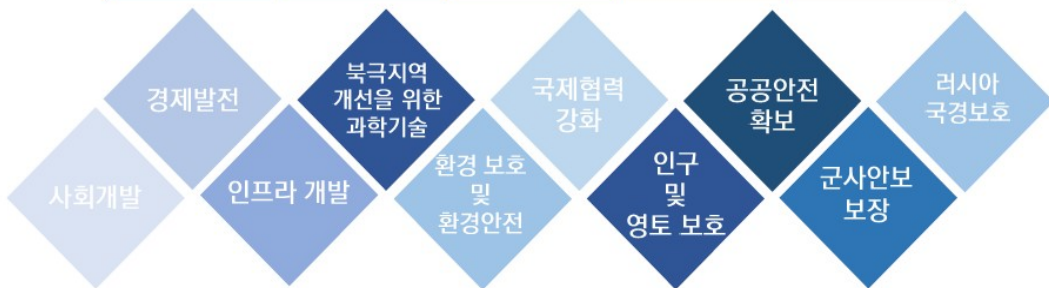 사회개발
경제발전
인프라 개발
북극지역
개선을 위한
과학기술
환경 보호
및
환경안전
국제협력
강화
인구
및
영토 보호
공공안전
확보
군사안보
보장
러시아
국경보호